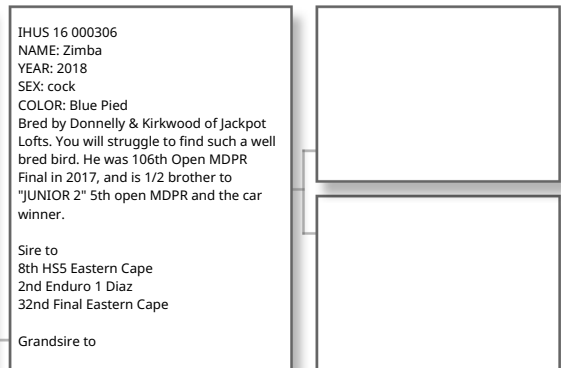 IHUS 16 000306
NAME: Zimba
YEAR: 2018
SEX: cock
COLOR: Blue Pied
Bred by Donnelly & Kirkwood of Jackpot
Lofts. You will struggle to find such a well
bred bird. He was 106th Open MDPR
Final in 2017, and is 1/2 brother to
"JUNIOR 2" 5th open MDPR and the car
winner.
Sire to
8th HS5 Eastern Cape
2nd Enduro 1 Diaz
32nd Final Eastern Cape
Grandsire to